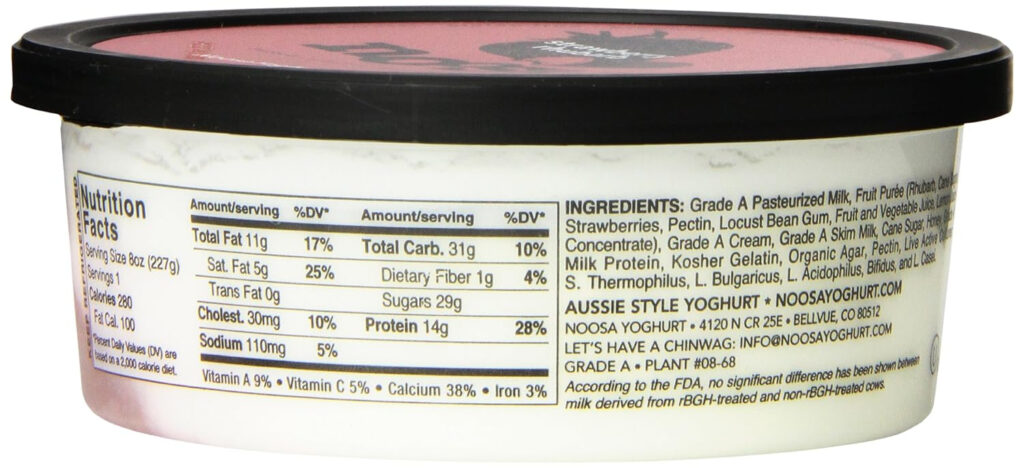 strawberry
rhubarb
KEEP REFRIGERATED
Nutrition
Facts
Serving Size 8oz (227g)
Servings 1
Calories 280
Fat Cal. 100
*Percent Daily Values (DV) are
based on a 2,000 calorie diet.
Amount/serving %DV*
Total Fat 11g 17%
Sat. Fat 5g 25%
Trans Fat 0g
Cholest. 30mg 10%
Sodium 110mg 5%
Amount/serving %DV*
Total Carb. 31g 10%
Dietary Fiber 1g 4%
Sugars 29g
Protein 14g 28%
Vitamin A 9% • Vitamin C 5% • Calcium 38% • Iron 3%
INGREDIENTS: Grade A Pasteurized Milk, Fruit Purée (Rhubarb, Cane
Strawberries, Pectin, Locust Bean Gum, Fruit and Vegetable Juice, Lemon
Concentrate), Grade A Cream, Grade A Skim Milk, Cane Sugar, Honey,
Milk Protein, Kosher Gelatin, Organic Agar, Pectin, Live Active
S. Thermophilus, L. Bulgaricus, L. Acidophilus, Bifidus, and L. Casei.
AUSSIE STYLE YOGHURT • NOOSAYOGHURT.COM
NOOSA YOGHURT • 4120 N CR 25E • BELLVUE, CO 80512
LET'S HAVE A CHINWAG: INFO@NOOSAYOGHURT.COM
GRADE A • PLANT #08-68
According to the FDA, no significant difference has been shown between
milk derived from rBGH-treated and non-rBGH-treated cows.